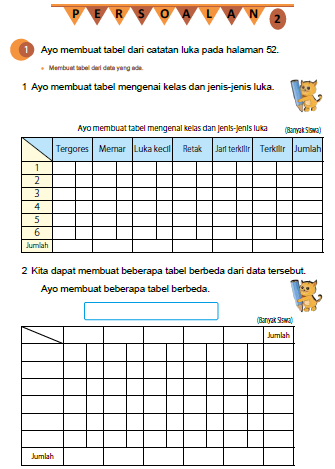 PERSOALAN 2
1 Ayo membuat tabel dari catatan luka pada halaman 52.
• Membuat tabel dari data yang ada.
1 Ayo membuat tabel mengenai kelas dan jenis-jenis luka.
Ayo membuat tabel mengenai kelas dan jenis-jenis luka (Banyak Siswa)
Tergores Memar Luka kecil Retak Jari terkilir Terkilir Jumlah
1
2
3
4
5
6
Jumlah
2 Kita dapat membuat beberapa tabel berbeda dari data tersebut.
Ayo membuat beberapa tabel berbeda.
(Banyak Siswa)
Jumlah
Jumlah